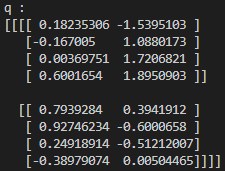 q :
[[[[ 0.18235306 -1.5395103 ]
[-0.167005 1.0880173 ]
[ 0.00369751 1.7206821 ]
[ 0.6001654 1.8950903 ]]
[[ 0.7939284 0.3941912 ]
[ 0.92746234 -0.6000658 ]
[ 0.24918914 -0.51212007]
[-0.38979074 0.00504465]]]]